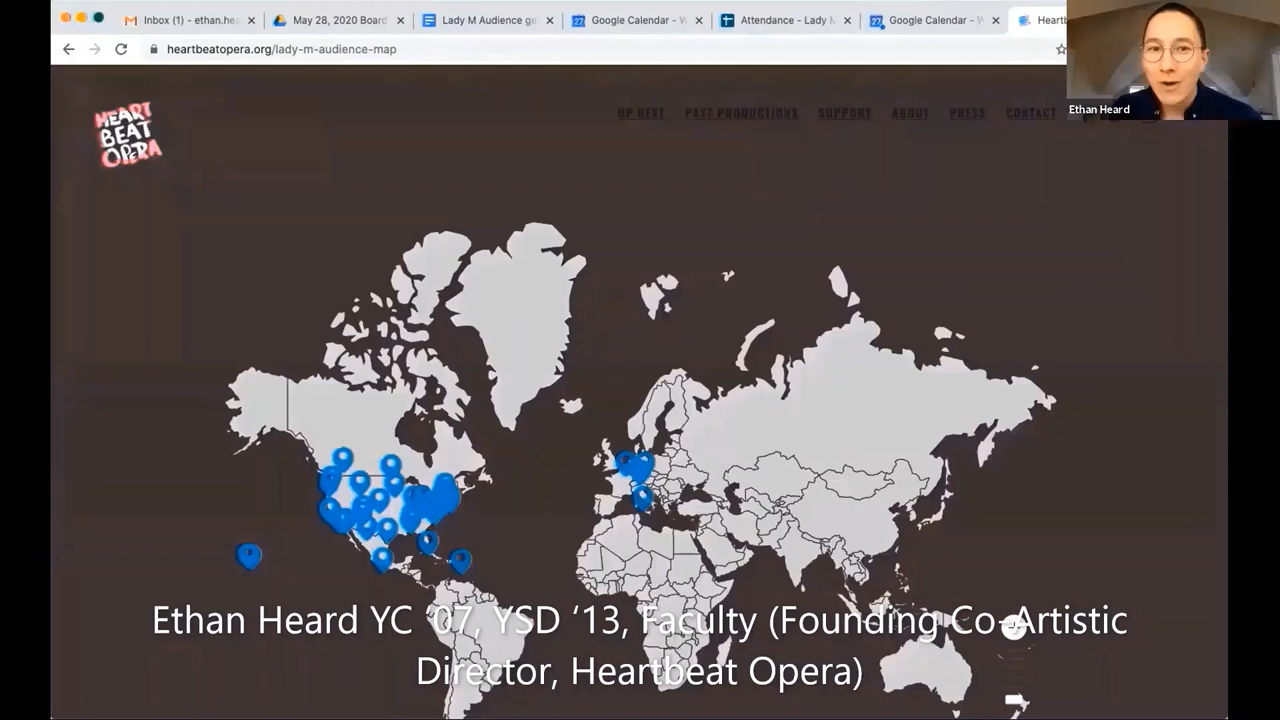 Inbox (1) - ethan.hea
May 28, 2020 Board
Lady M Audience ge
Google Calendar - W
Attendance - Lady M
Google Calendar - W
Heartb
heartbeatopera.org/lady-m-audience-map
Ethan Heard
HEART
BEAT
OPERA
UP NEXT
PAST PRODUCTIONS
SUPPORT
ABOUT
PRESS
CONTACT
Ethan Heard YC ‘07, YSD ‘13, Faculty (Founding Co-Artistic
Director, Heartbeat Opera)